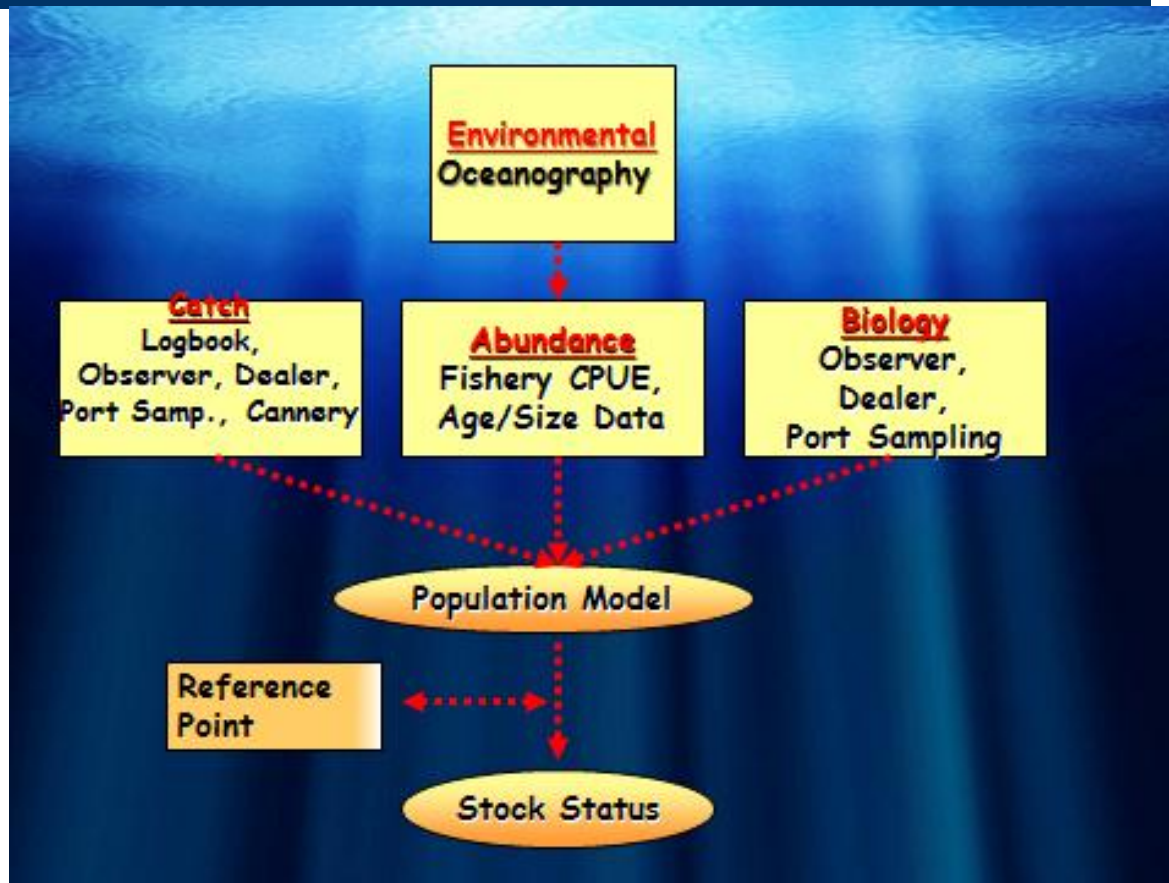 Environmental
Oceanography
Catch
Logbook,
Observer, Dealer,
Port Samp., Cannery
Abundance
Fishery CPUE,
Age/Size Data
Biology
Observer,
Dealer,
Port Sampling
Population Model
Reference
Point
Stock Status